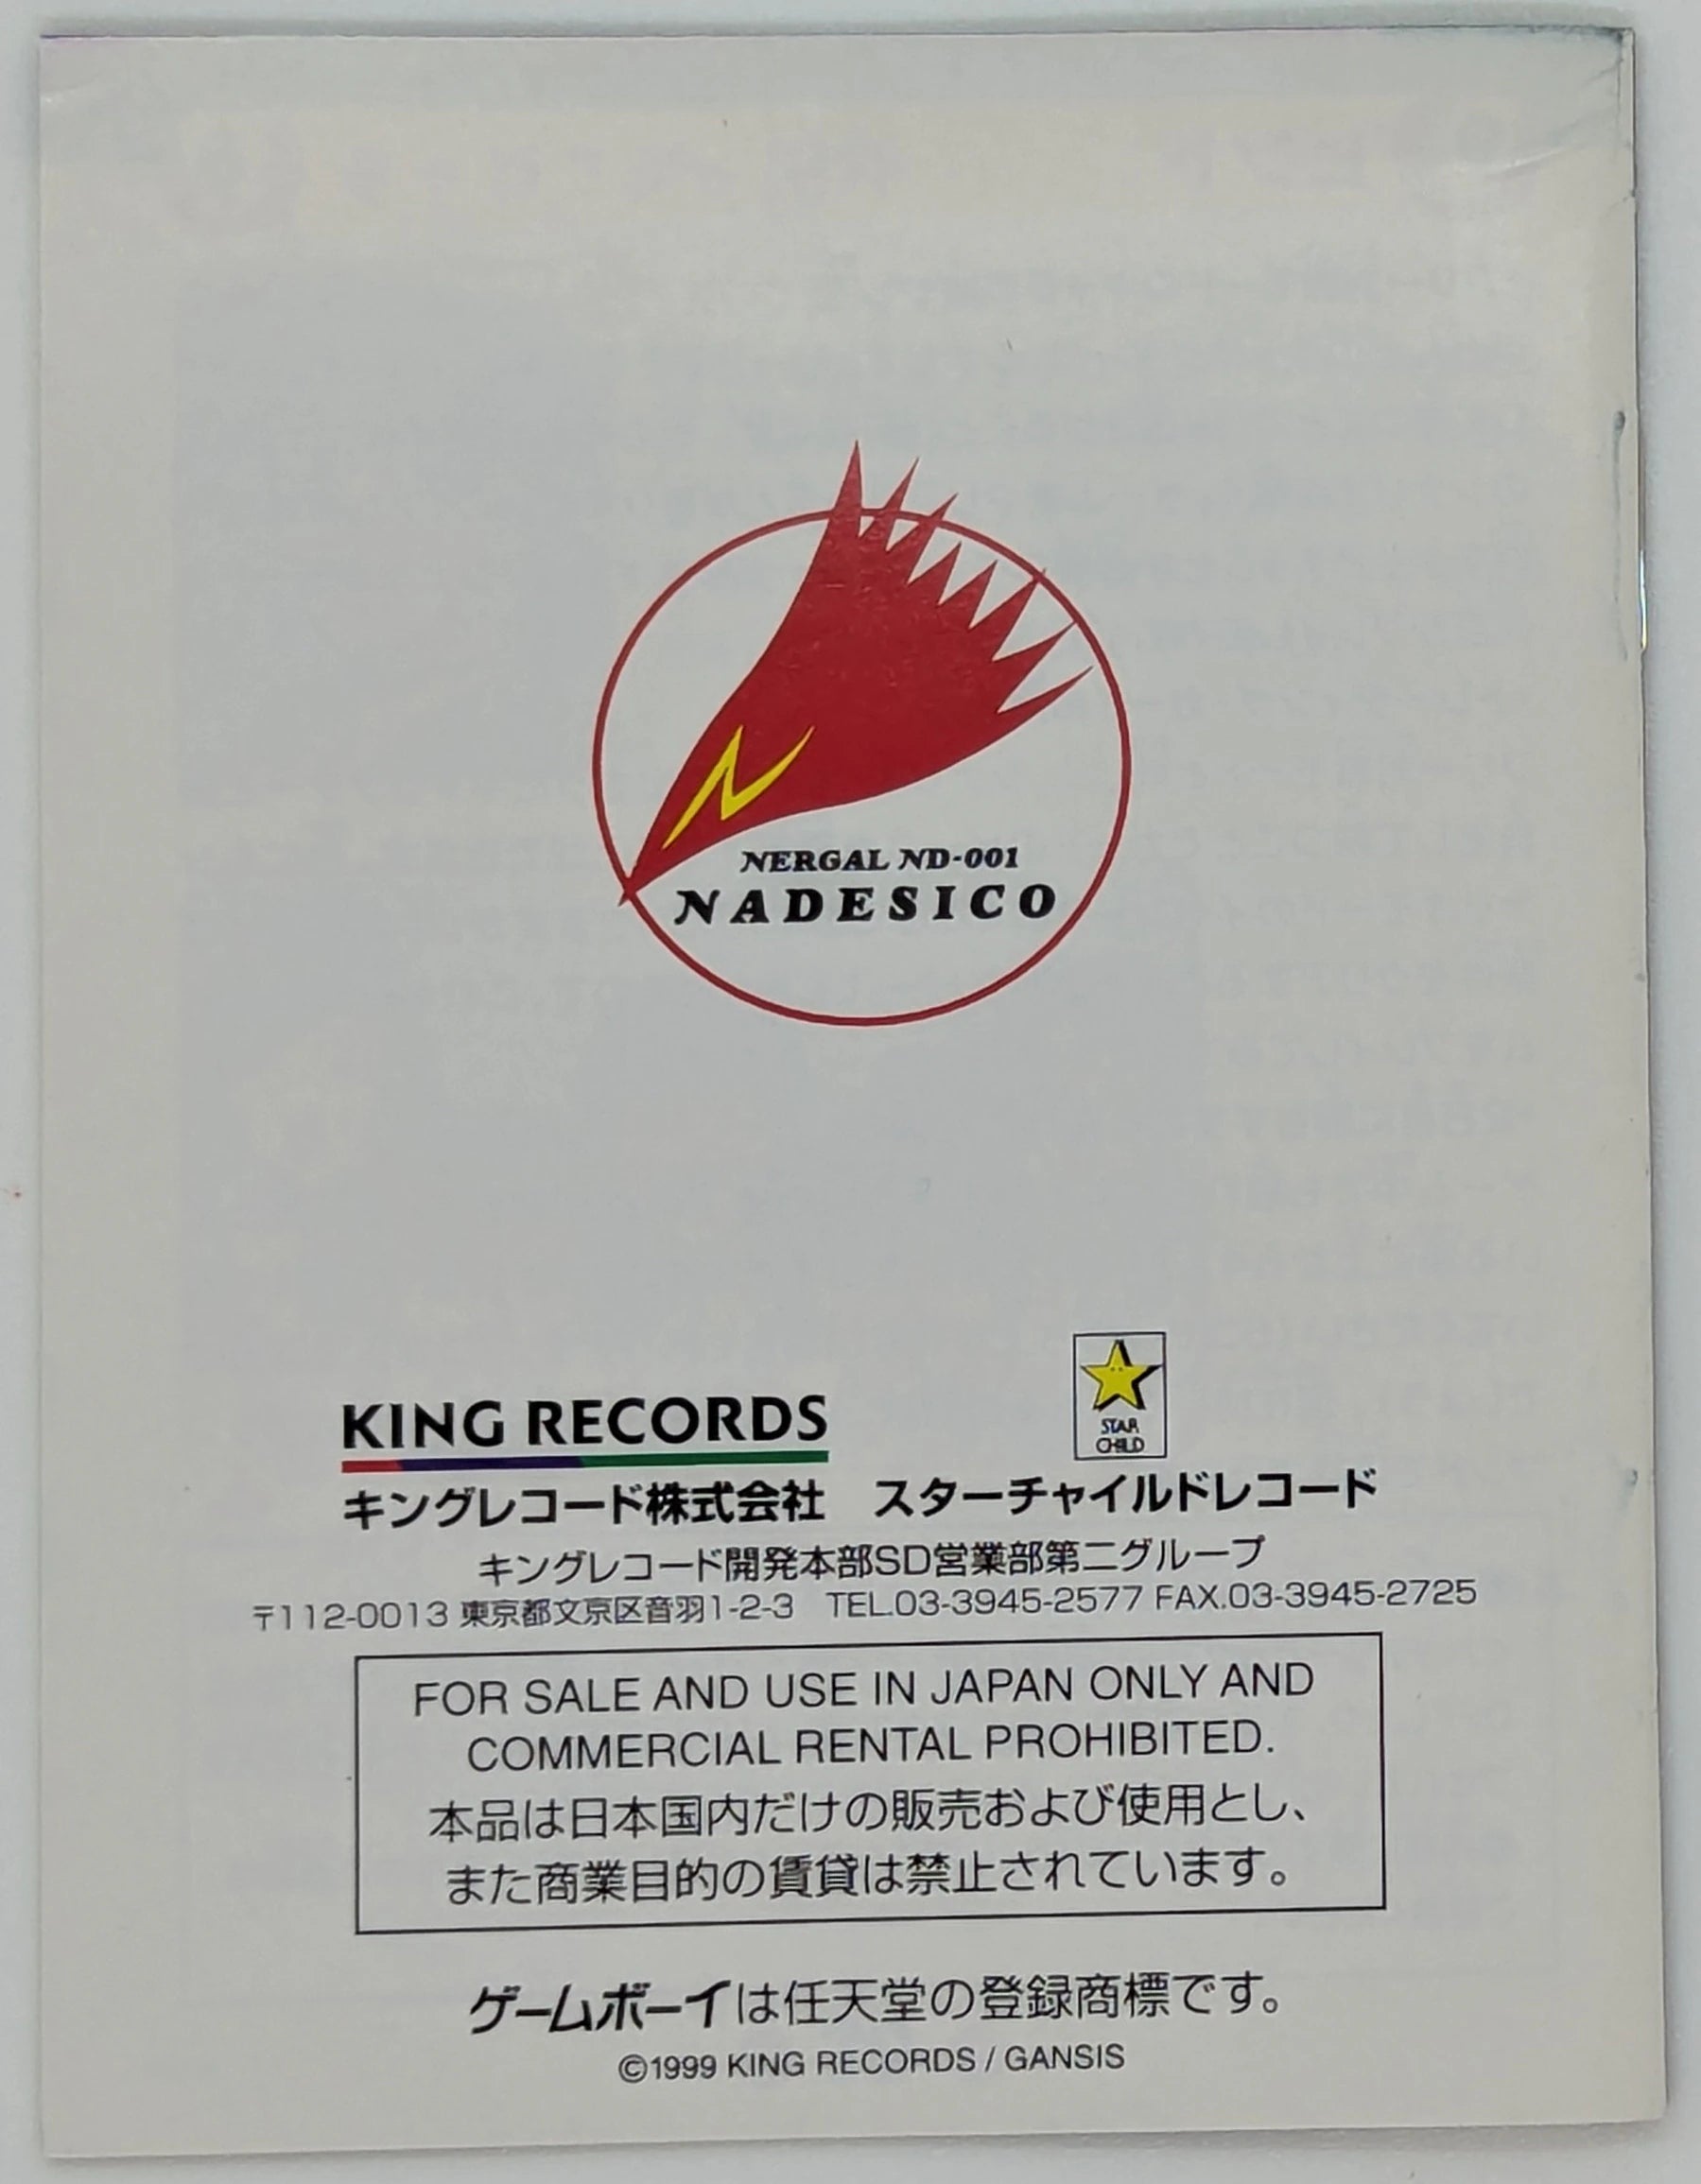 NERGAL ND-001
NADESICO
KING RECORDS
STAR
CHILD
キングレコード株式会社 スターチャイルドレコード
キングレコード開発本部SD営業部第二グループ
〒112-0013 東京都文京区音羽1-2-3 TEL.03-3945-2577 FAX.03-3945-2725
FOR SALE AND USE IN JAPAN ONLY AND
COMMERCIAL RENTAL PROHIBITED.
本品は日本国内だけの販売および使用とし、
また商業目的の賃貸は禁止されています。
ゲームボーイは任天堂の登録商標です。
©1999 KING RECORDS / GANSIS